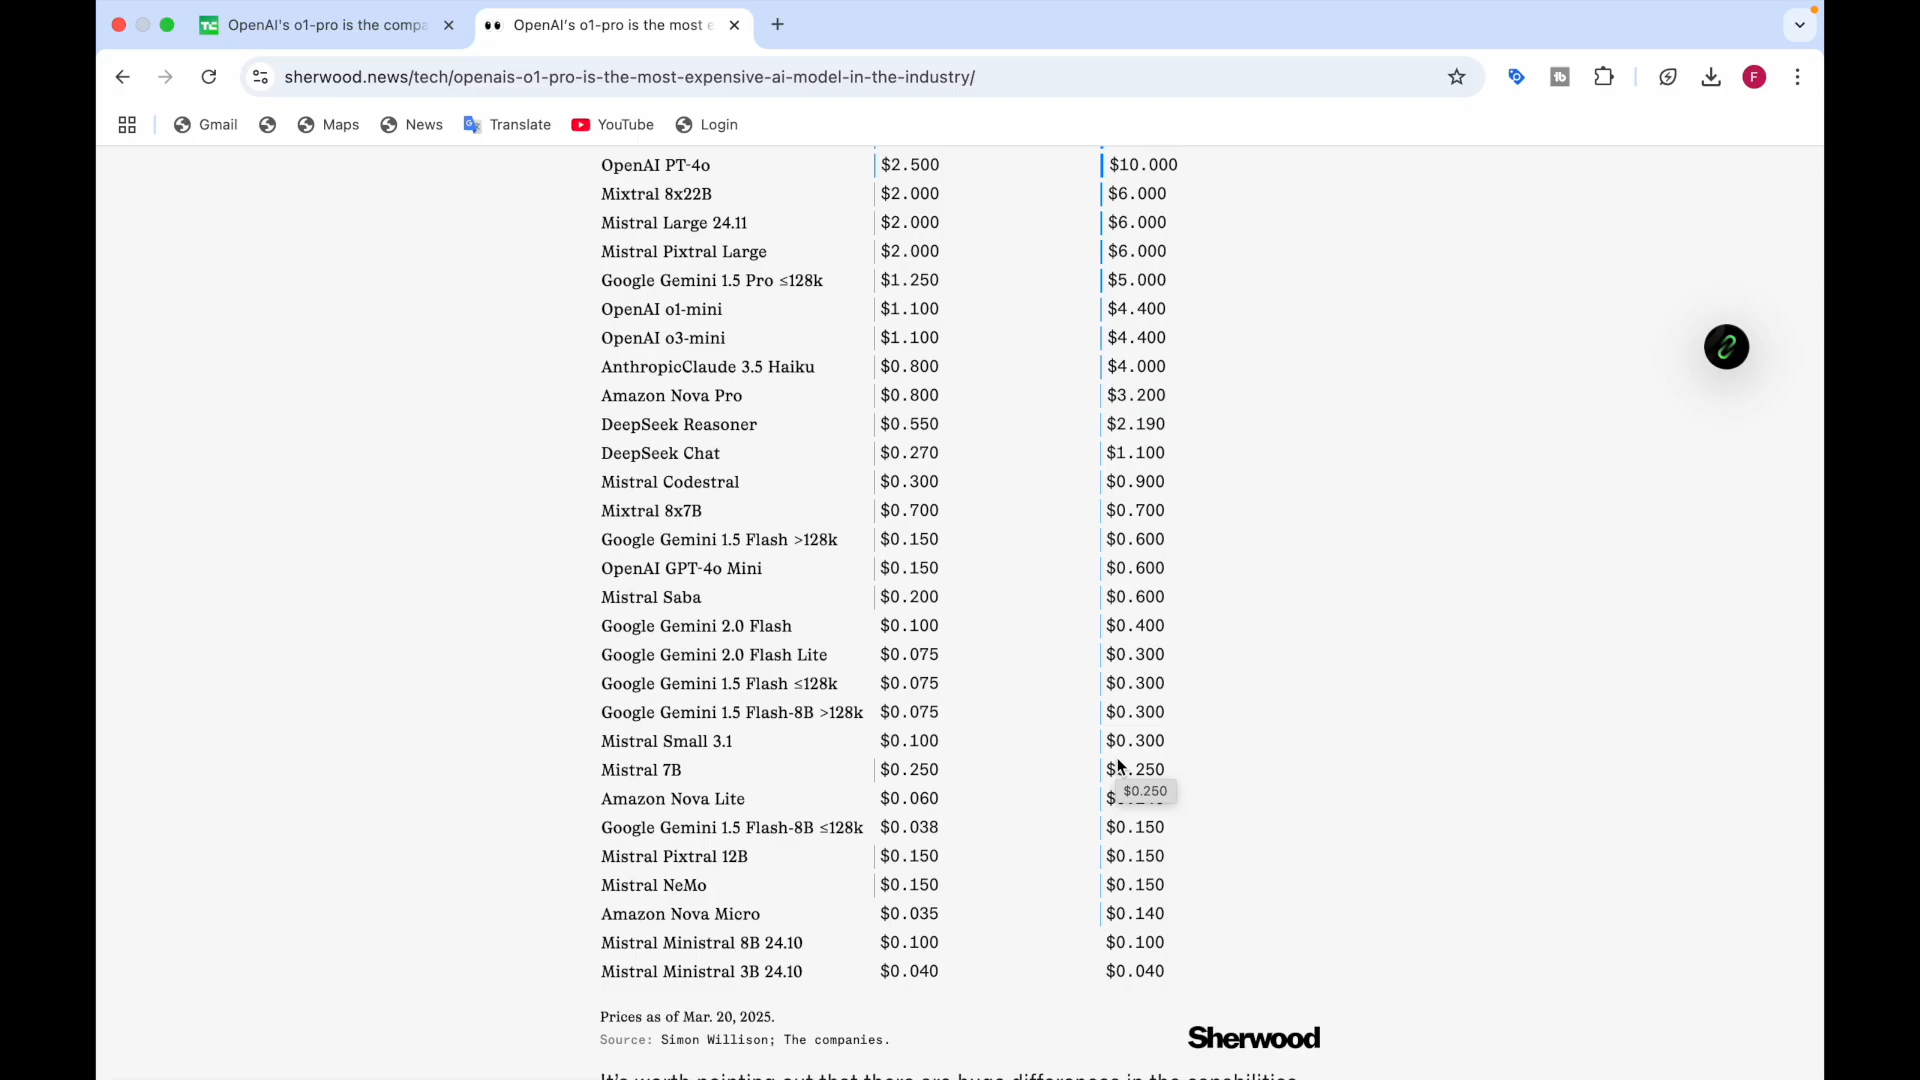 OpenAI's o1-pro is the compa
OpenAI's o1-pro is the most e
sherwood.news/tech/openais-o1-pro-is-the-most-expensive-ai-model-in-the-industry/
F
Gmail Maps News Translate YouTube Login
OpenAI PT-4o $2.500 $10.000
Mixtral 8x22B $2.000 $6.000
Mistral Large 24.11 $2.000 $6.000
Mistral Pixtral Large $2.000 $6.000
Google Gemini 1.5 Pro ≤128k $1.250 $5.000
OpenAI o1-mini $1.100 $4.400
OpenAI o3-mini $1.100 $4.400
AnthropicClaude 3.5 Haiku $0.800 $4.000
Amazon Nova Pro $0.800 $3.200
DeepSeek Reasoner $0.550 $2.190
DeepSeek Chat $0.270 $1.100
Mistral Codestral $0.300 $0.900
Mixtral 8x7B $0.700 $0.700
Google Gemini 1.5 Flash >128k $0.150 $0.600
OpenAI GPT-4o Mini $0.150 $0.600
Mistral Saba $0.200 $0.600
Google Gemini 2.0 Flash $0.100 $0.400
Google Gemini 2.0 Flash Lite $0.075 $0.300
Google Gemini 1.5 Flash ≤128k $0.075 $0.300
Google Gemini 1.5 Flash-8B >128k $0.075 $0.300
Mistral Small 3.1 $0.100 $0.300
Mistral 7B $0.250 $0.250
$0.250
Amazon Nova Lite $0.060
Google Gemini 1.5 Flash-8B ≤128k $0.038 $0.150
Mistral Pixtral 12B $0.150 $0.150
Mistral NeMo $0.150 $0.150
Amazon Nova Micro $0.035 $0.140
Mistral Ministral 8B 24.10 $0.100 $0.100
Mistral Ministral 3B 24.10 $0.040 $0.040
Prices as of Mar. 20, 2025.
Source: Simon Willison; The companies.
Sherwood
It's worth pointing out that there are huge differences in the capabilities